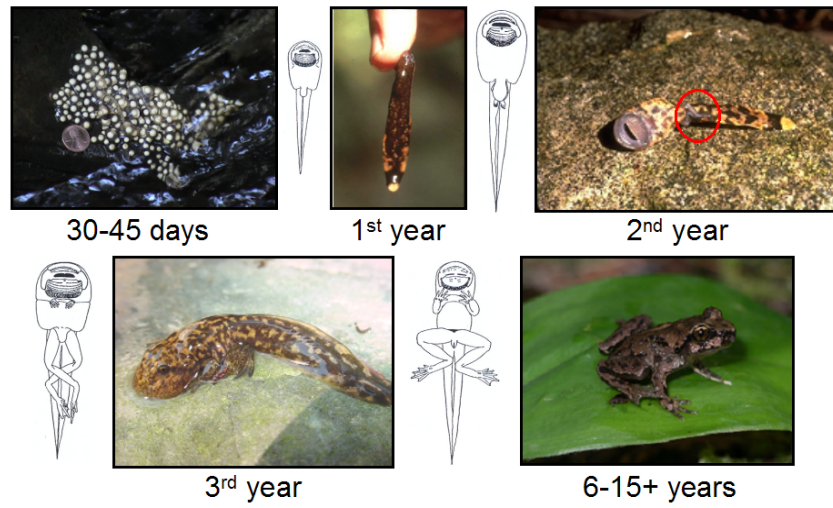 30-45 days
1st year
2nd year
3rd year
6-15+ years